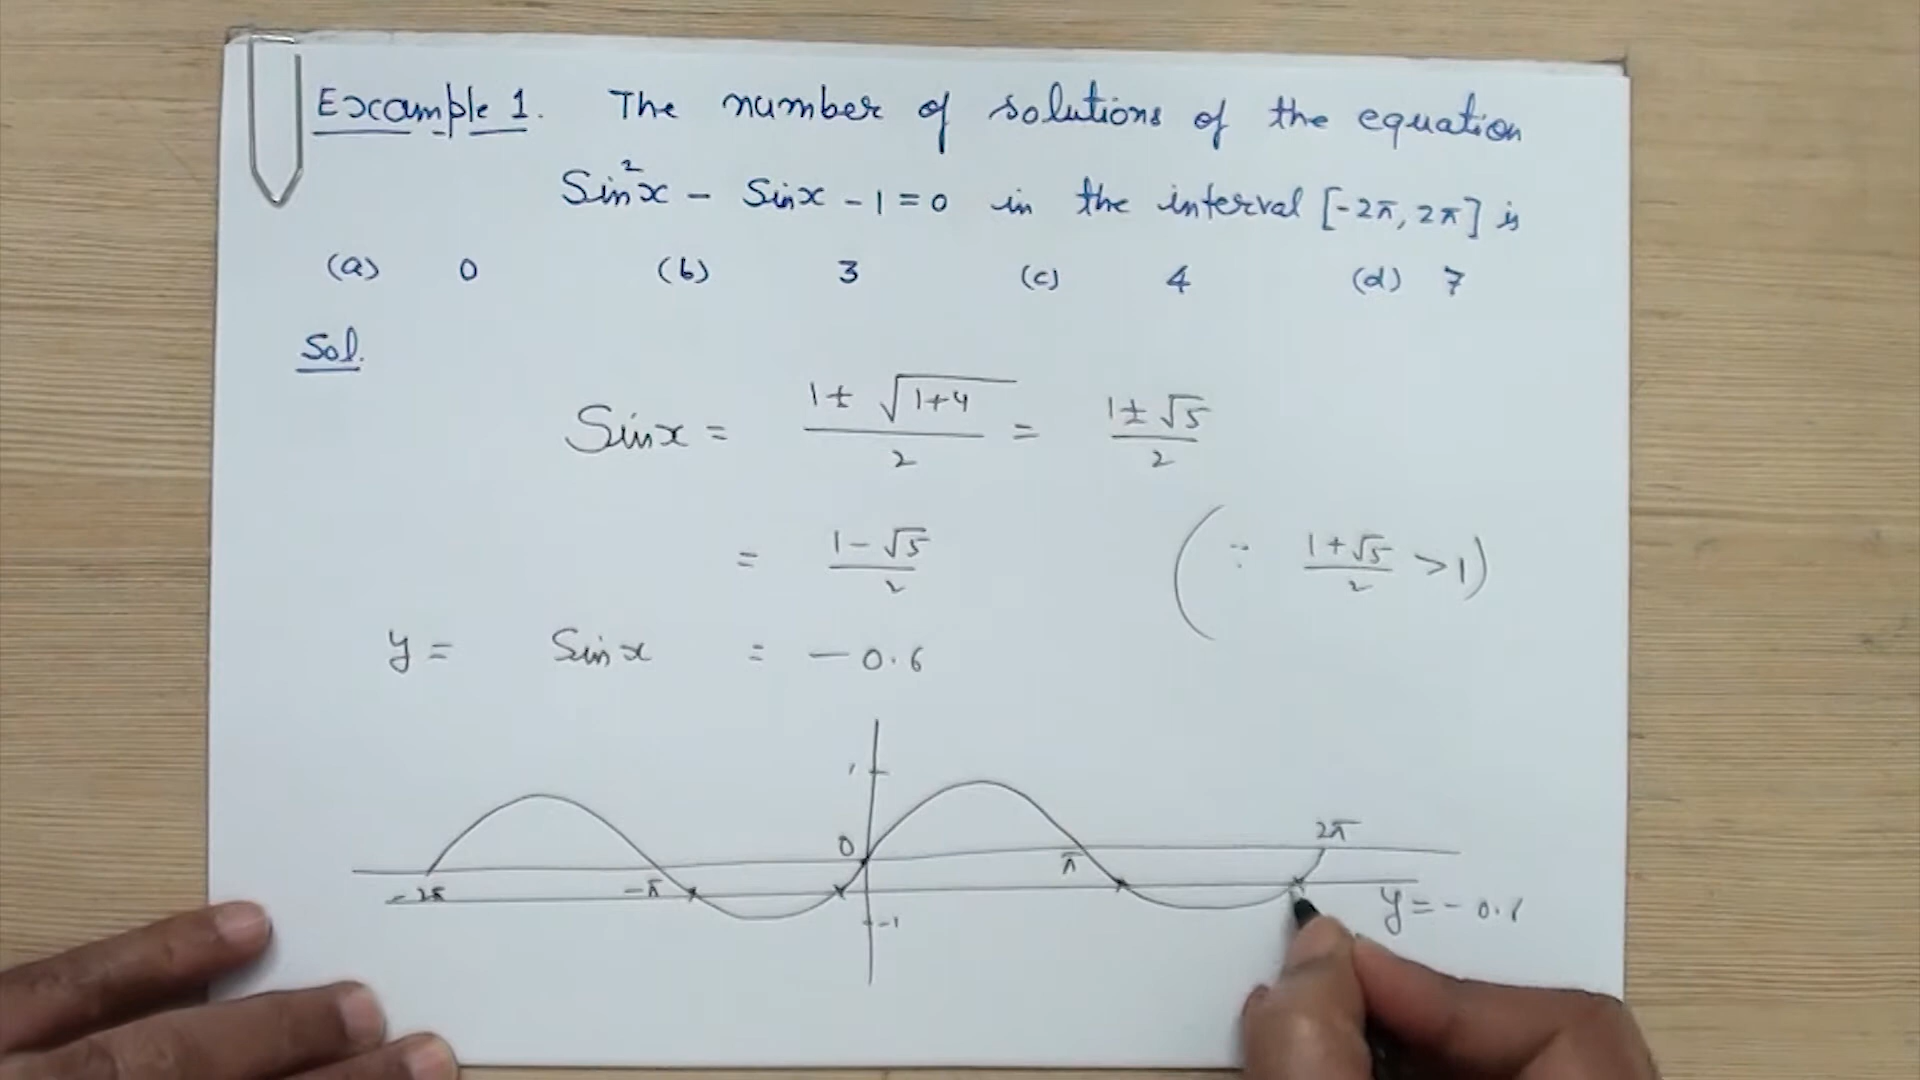 Example 1. The number of solutions of the equation
Sin²x - Sinx - 1 = 0 in the interval [-2π, 2π] is
(a) 0 (b) 3 (c) 4 (d) 7
Sol.
Sinx = (1 ± √(1+4))/2 = (1 ± √5)/2
= (1 - √5)/2 (∵ (1 + √5)/2 > 1)
y = Sinx = -0.6
1
0 2π
-2π -π π
y = -0.
-1